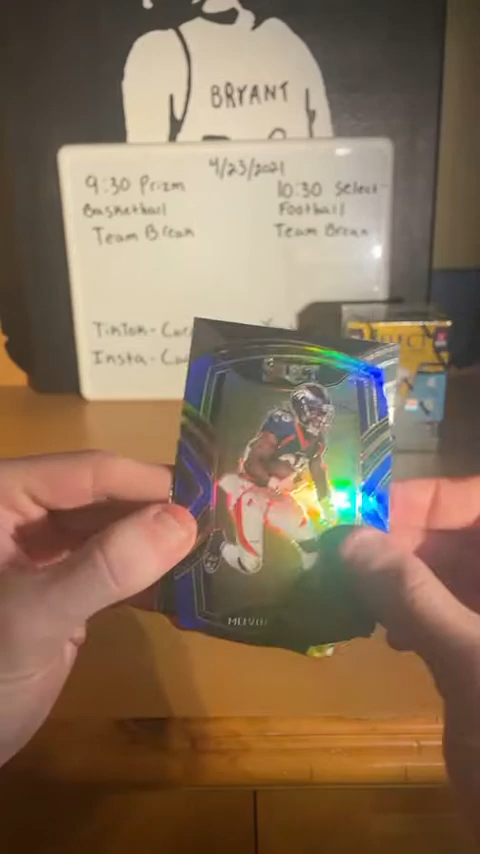 BRYANT
4/23/2021
9:30 Prizm
Basketball
Team Break
10:30 Select
Football
Team Break
TikTok-
Insta-
SELECT
MELVIN